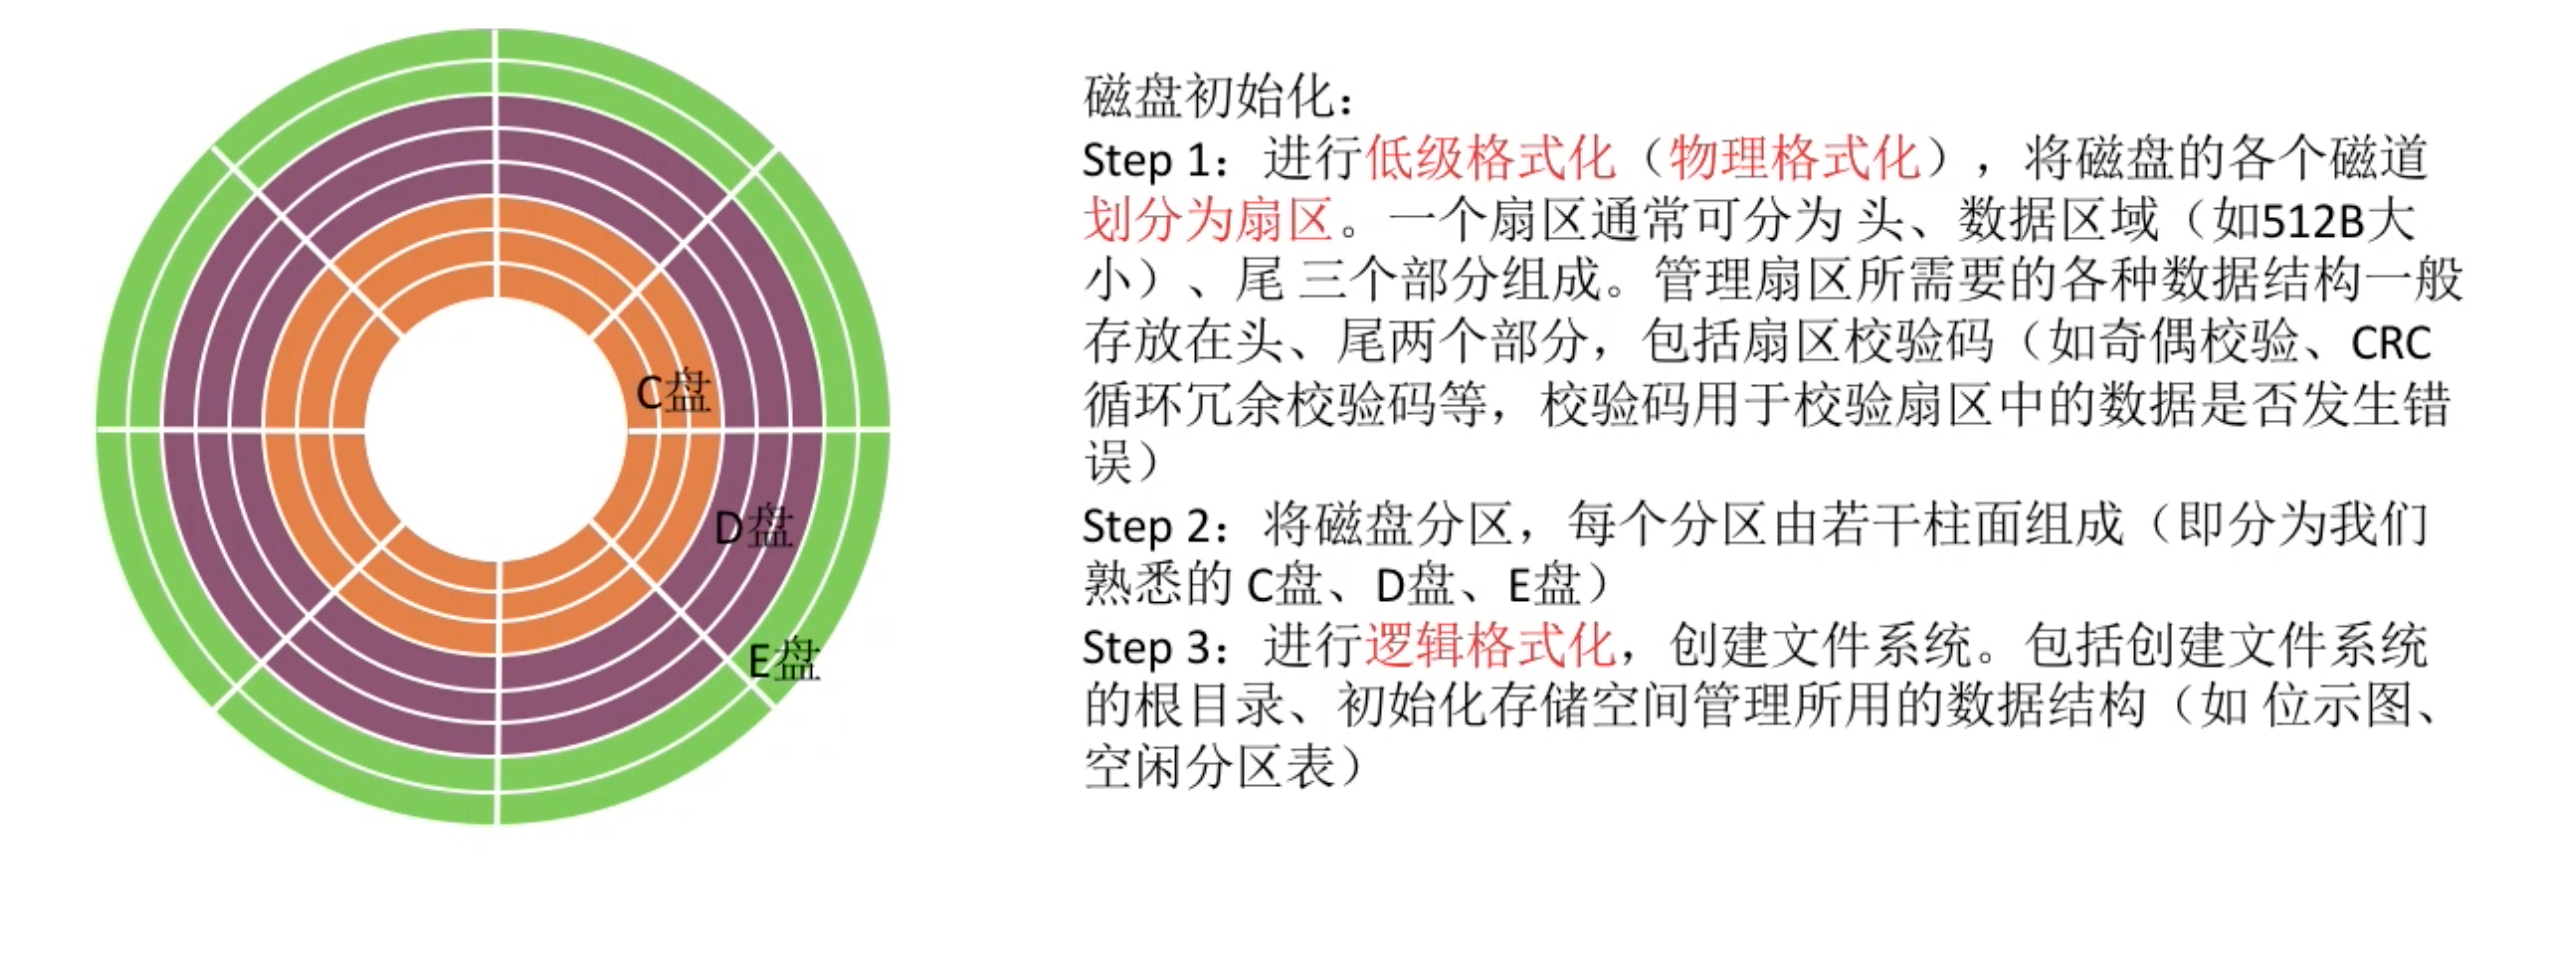 C盘
D盘
E盘
磁盘初始化：
Step 1：进行低级格式化（物理格式化），将磁盘的各个磁道
划分为扇区。一个扇区通常可分为 头、数据区域（如512B大
小）、尾 三个部分组成。管理扇区所需要的各种数据结构一般
存放在头、尾两个部分，包括扇区校验码（如奇偶校验、CRC
循环冗余校验码等，校验码用于校验扇区中的数据是否发生错
误）
Step 2：将磁盘分区，每个分区由若干柱面组成（即分为我们
熟悉的 C盘、D盘、E盘）
Step 3：进行逻辑格式化，创建文件系统。包括创建文件系统
的根目录、初始化存储空间管理所用的数据结构（如 位示图、
空闲分区表）